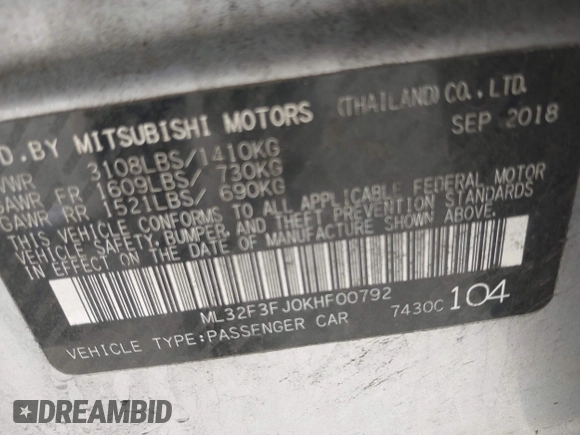 D.BY MITSUBISHI MOTORS (THAILAND) CO., LTD.
SEP 2018
VWR 3108LBS/1410KG
GAWR FR 1609LBS/ 730KG
GAWR RR 1521LBS/ 690KG
THIS VEHICLE CONFORMS TO ALL APPLICABLE FEDERAL MOTOR
VEHICLE SAFETY, BUMPER, AND THEFT PREVENTION STANDARDS
IN EFFECT ON THE DATE OF MANUFACTURE SHOWN ABOVE.
ML32F3FJ0KHF00792
7430C 104
VEHICLE TYPE:PASSENGER CAR
DREAMBID